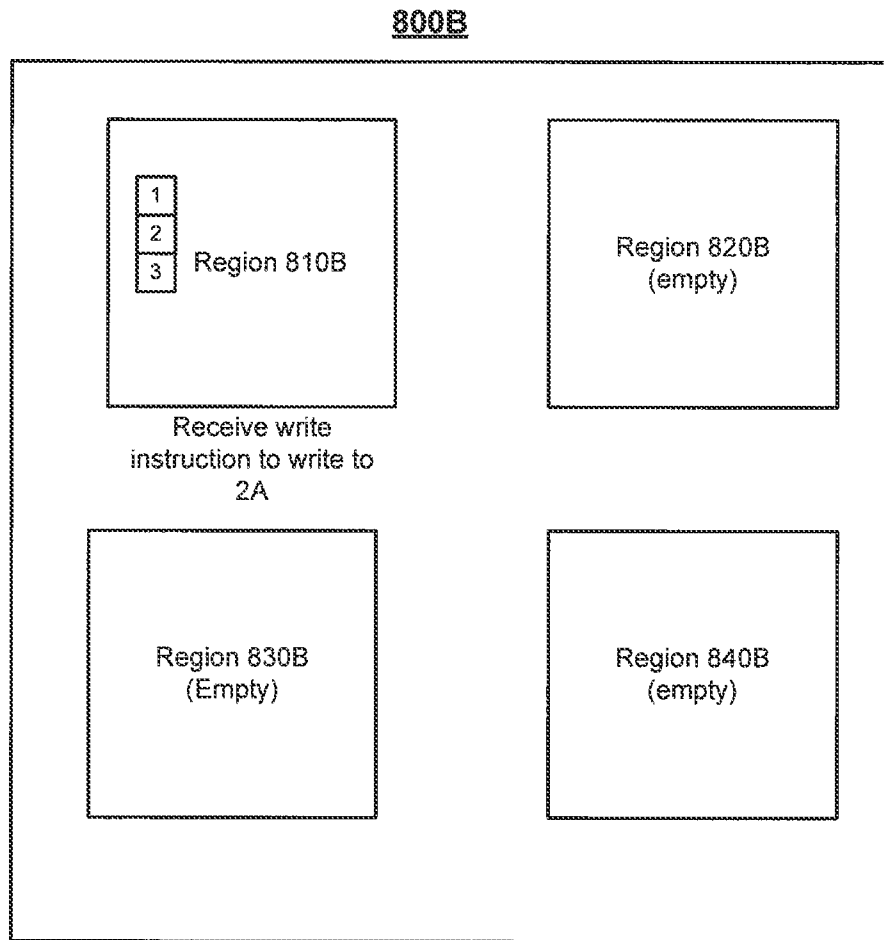 800B
1
2
3
Region 810B
Region 820B
(empty)
Receive write
instruction to write to
2A
Region 830B
(Empty)
Region 840B
(empty)